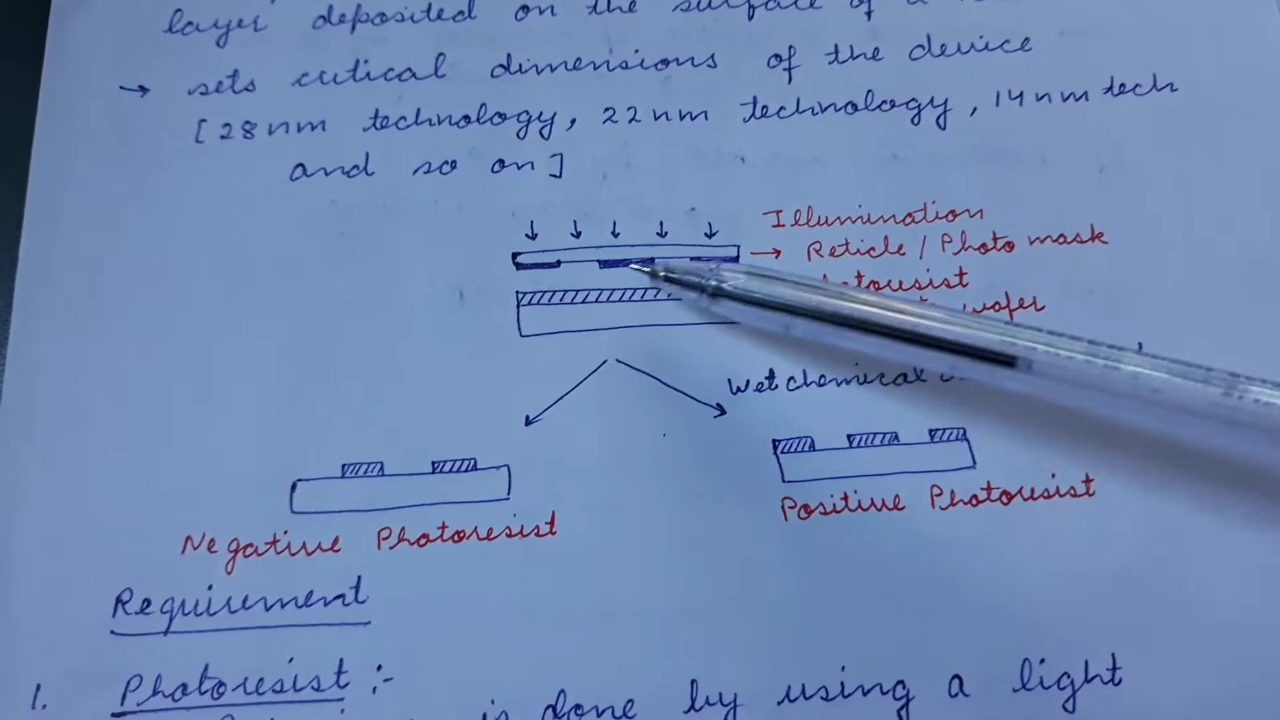 layer deposited on the surface of a
→ sets critical dimensions of the device
[28nm technology, 22nm technology, 14nm tech
and so on]
Illumination
→ Reticle / Photo mask
wafer
Wet chemical
Negative Photoresist
Positive Photoresist
Requirement
1. Photoresist :-
is done by using a light